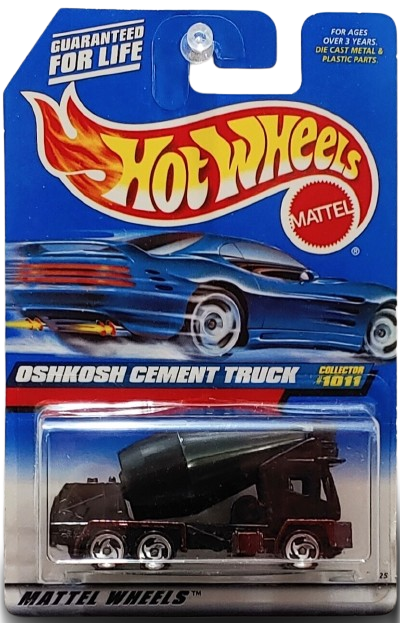 GUARANTEED
FOR LIFE
FOR AGES
OVER 3 YEARS.
DIE CAST METAL &
PLASTIC PARTS.
HOT WHEELS
MATTEL
®
OSHKOSH CEMENT TRUCK
COLLECTOR
#1011
25
MATTEL WHEELS™